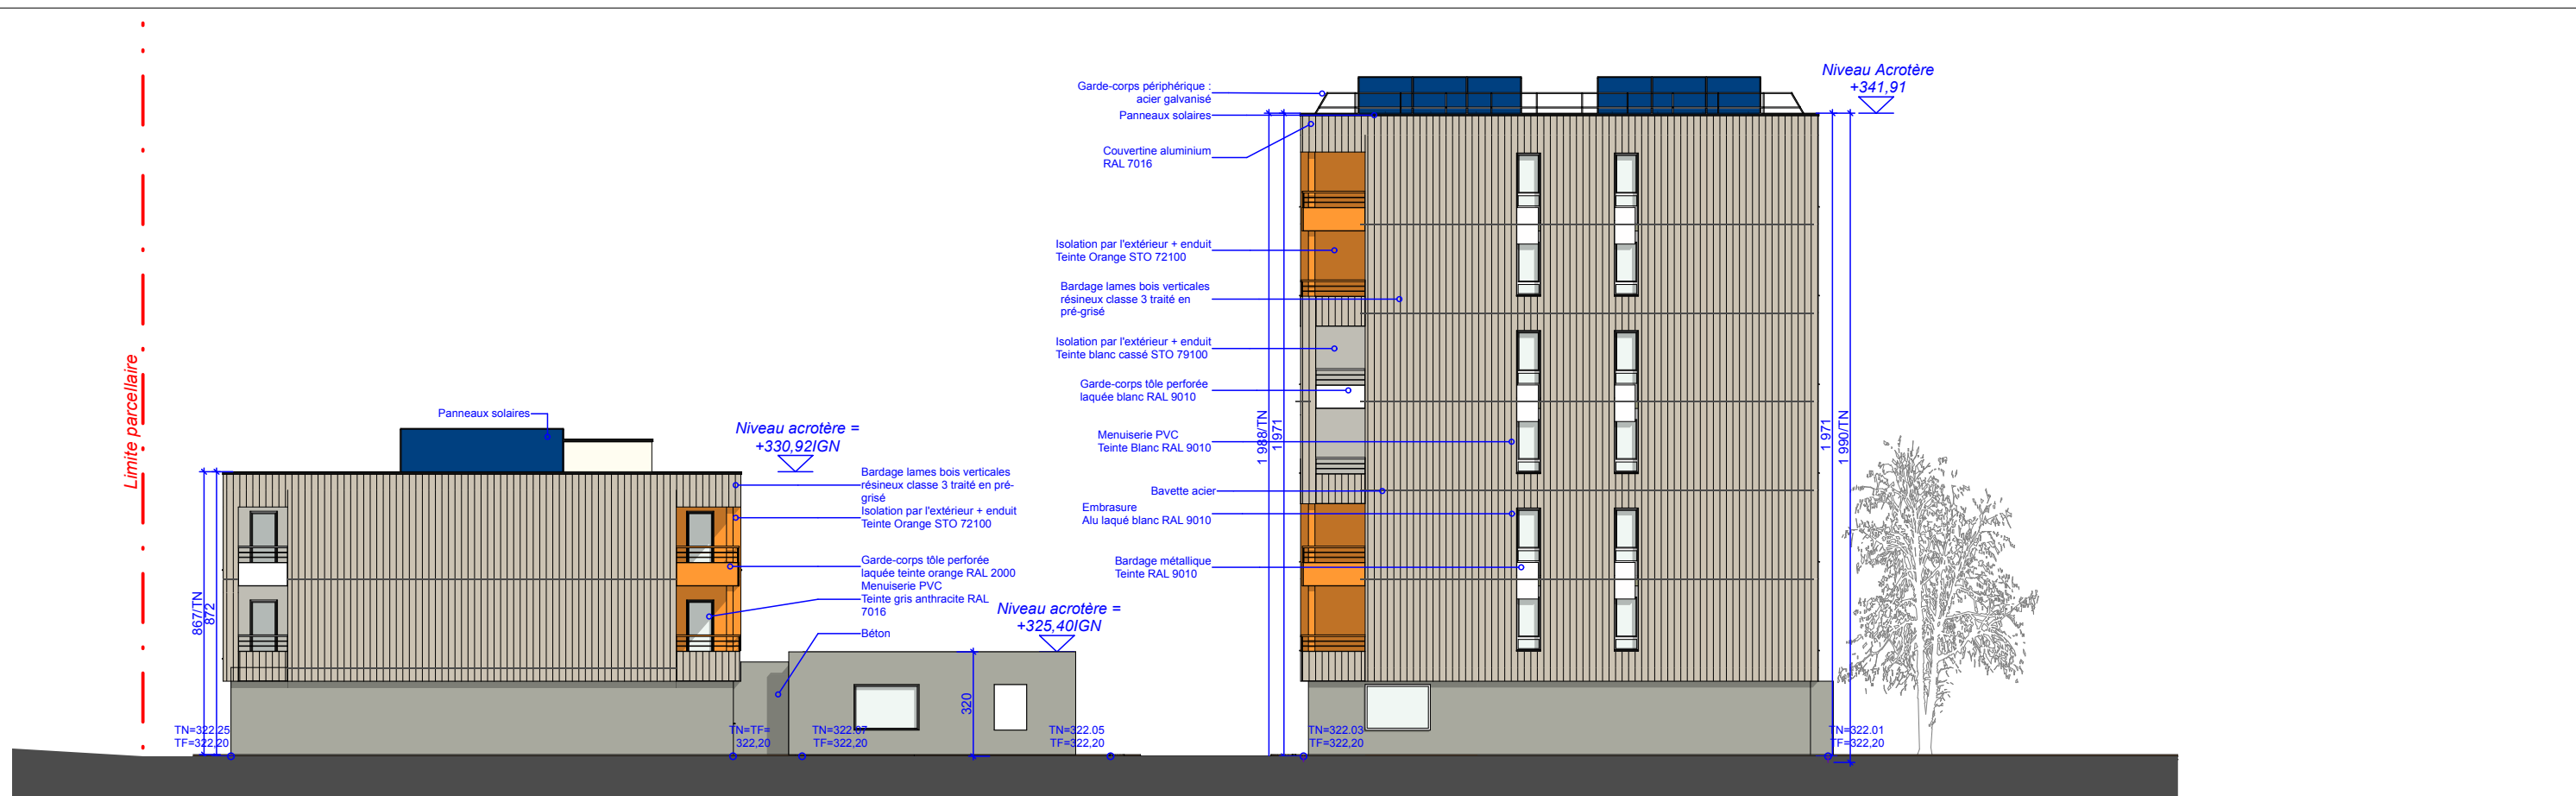 Limite parcellaire
Panneaux solaires
Niveau acrotère =
+330,92IGN
Bardage lames bois verticales
résineux classe 3 traité en pré-
grisé
Isolation par l'extérieur + enduit
Teinte Orange STO 72100
Garde-corps tôle perforée
laquée teinte orange RAL 2000
Menuiserie PVC
Teinte gris anthracite RAL
7016
Béton
Niveau acrotère =
+325,40IGN
867/TN
872
320
TN=322.25
TF=322,20
TN=TF=
322,20
TN=322.07
TF=322,20
TN=322.05
TF=322,20
Garde-corps périphérique :
acier galvanisé
Panneaux solaires
Couvertine aluminium
RAL 7016
Isolation par l'extérieur + enduit
Teinte Orange STO 72100
Bardage lames bois verticales
résineux classe 3 traité en
pré-grisé
Isolation par l'extérieur + enduit
Teinte blanc cassé STO 79100
Garde-corps tôle perforée
laquée blanc RAL 9010
Menuiserie PVC
Teinte Blanc RAL 9010
Bavette acier
Embrasure
Alu laqué blanc RAL 9010
Bardage métallique
Teinte RAL 9010
1 988/TN
1 971
Niveau Acrotère
+341,91
1 971
1 990/TN
TN=322.03
TF=322,20
TN=322.01
TF=322,20